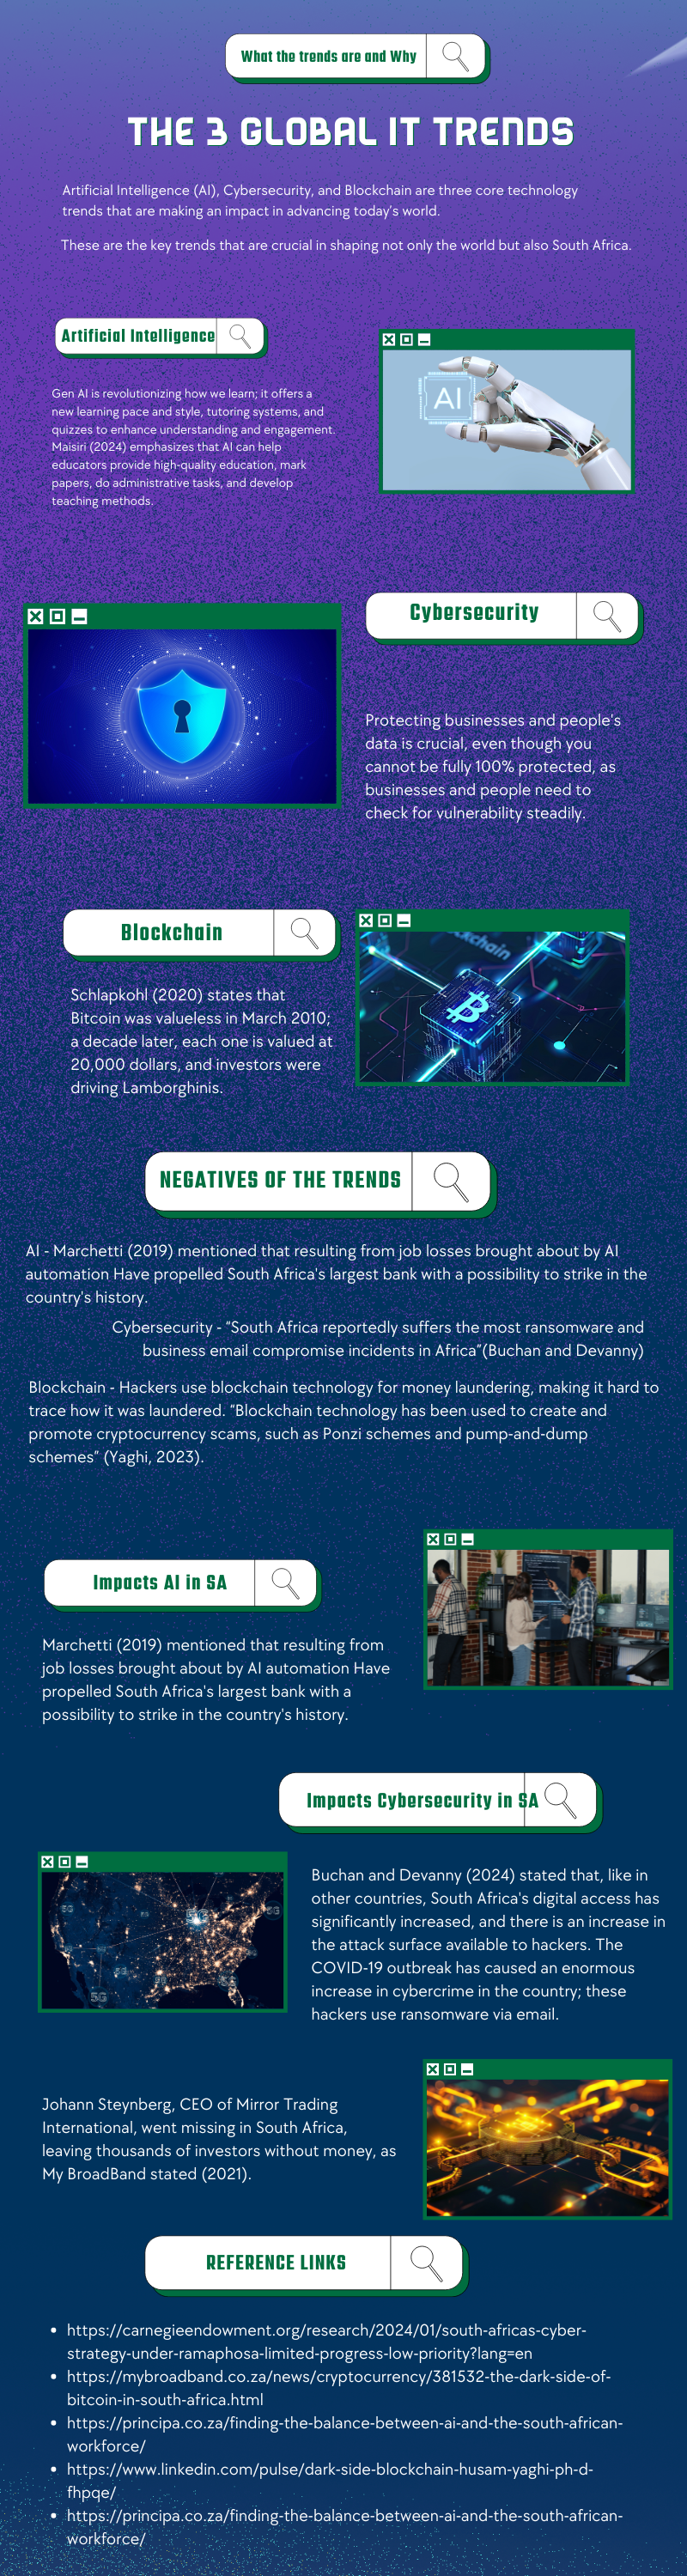 What the trends are and Why
THE 3 GLOBAL IT TRENDS
Artificial Intelligence (AI), Cybersecurity, and Blockchain are three core technology
trends that are making an impact in advancing today's world.
These are the key trends that are crucial in shaping not only the world but also South Africa.
Artificial Intelligence
Gen AI is revolutionizing how we learn; it offers a
new learning pace and style, tutoring systems, and
quizzes to enhance understanding and engagement.
Maisiri (2024) emphasizes that AI can help
educators provide high-quality education, mark
papers, do administrative tasks, and develop
teaching methods.
AI
Cybersecurity
Protecting businesses and people's
data is crucial, even though you
cannot be fully 100% protected, as
businesses and people need to
check for vulnerability steadily.
Blockchain
Schlapkohl (2020) states that
Bitcoin was valueless in March 2010;
a decade later, each one is valued at
20,000 dollars, and investors were
driving Lamborghinis.
NEGATIVES OF THE TRENDS
AI - Marchetti (2019) mentioned that resulting from job losses brought about by AI
automation Have propelled South Africa's largest bank with a possibility to strike in the
country's history.
Cybersecurity - "South Africa reportedly suffers the most ransomware and
business email compromise incidents in Africa"(Buchan and Devanny)
Blockchain - Hackers use blockchain technology for money laundering, making it hard to
trace how it was laundered. "Blockchain technology has been used to create and
promote cryptocurrency scams, such as Ponzi schemes and pump-and-dump
schemes" (Yaghi, 2023).
Impacts AI in SA
Marchetti (2019) mentioned that resulting from
job losses brought about by AI automation Have
propelled South Africa's largest bank with a
possibility to strike in the country's history.
Impacts Cybersecurity in SA
5G
5G
5G
5G
Buchan and Devanny (2024) stated that, like in
other countries, South Africa's digital access has
significantly increased, and there is an increase in
the attack surface available to hackers. The
COVID-19 outbreak has caused an enormous
increase in cybercrime in the country; these
hackers use ransomware via email.
Johann Steynberg, CEO of Mirror Trading
International, went missing in South Africa,
leaving thousands of investors without money, as
My BroadBand stated (2021).
REFERENCE LINKS
• https://carnegieendowment.org/research/2024/01/south-africas-cyber-
strategy-under-ramaphosa-limited-progress-low-priority?lang=en
• https://mybroadband.co.za/news/cryptocurrency/381532-the-dark-side-of-
bitcoin-in-south-africa.html
• https://principa.co.za/finding-the-balance-between-ai-and-the-south-african-
workforce/
• https://www.linkedin.com/pulse/dark-side-blockchain-husam-yaghi-ph-d-
fhpqe/
• https://principa.co.za/finding-the-balance-between-ai-and-the-south-african-
workforce/